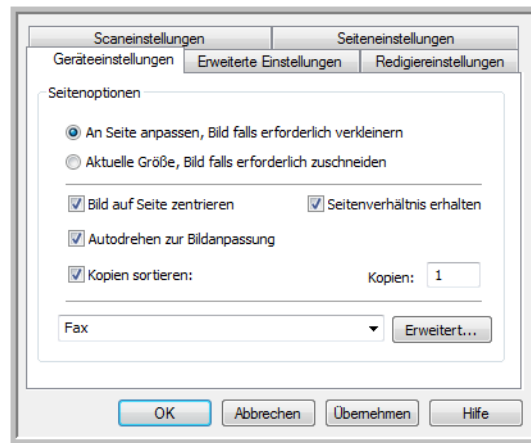 Scaneinstellungen Seiteneinstellungen
Geräteeinstellungen Erweiterte Einstellungen Redigiereinstellungen
Seitenoptionen
An Seite anpassen, Bild falls erforderlich verkleinern
Aktuelle Größe, Bild falls erforderlich zuschneiden
Bild auf Seite zentrieren Seitenverhältnis erhalten
Autodrehen zur Bildanpassung
Kopien sortieren: Kopien: 1
Fax Erweitert...
OK Abbrechen Übernehmen Hilfe